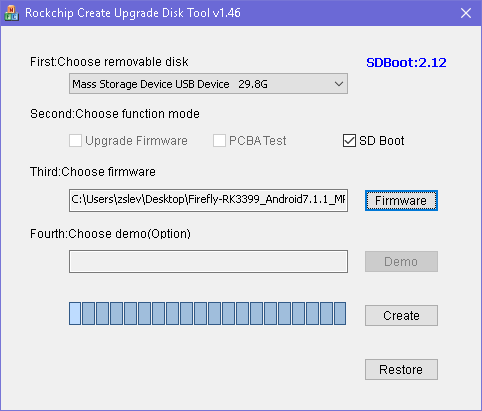 Rockchip Create Upgrade Disk Tool v1.46
First:Choose removable disk
SDBoot:2.12
Mass Storage Device USB Device 29.8G
Second:Choose function mode
Upgrade Firmware PCBATest SD Boot
Third:Choose firmware
C:\Users\zslev\Desktop\Firefly-RK3399_Android7.1.1_MF Firmware
Fourth:Choose demo(Option)
Demo
Create
Restore